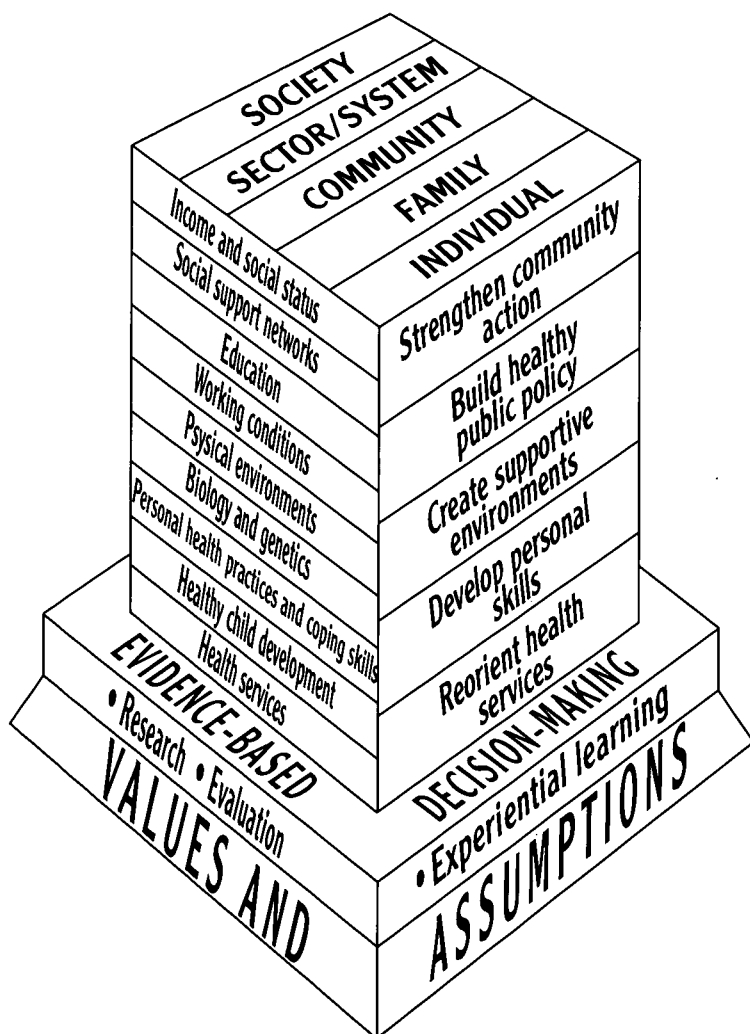 SOCIETY
SECTOR/SYSTEM
COMMUNITY
FAMILY
INDIVIDUAL
Income and social status
Social support networks
Education
Working conditions
Psysical environments
Biology and genetics
Personal health practices and coping skills
Healthy child development
Health services
Strengthen community
action
Build healthy
public policy
Create supportive
environments
Develop personal
skills
Reorient health
services
EVIDENCE-BASED
DECISION-MAKING
• Research • Evaluation
• Experiential learning
VALUES AND
ASSUMPTIONS